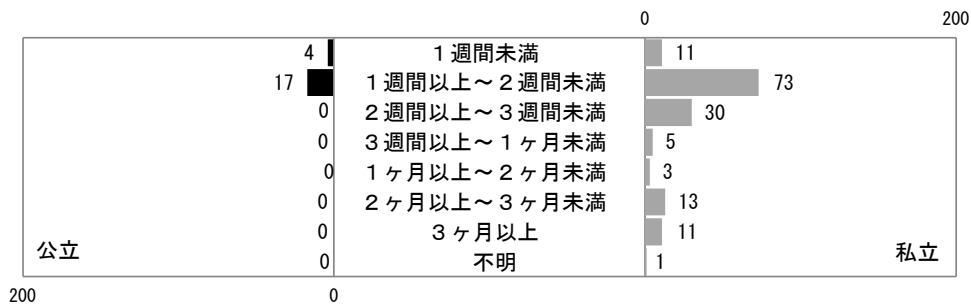 0 200
4 １週間未満 11
17 １週間以上～２週間未満 73
0 ２週間以上～３週間未満 30
0 ３週間以上～１ヶ月未満 5
0 １ヶ月以上～２ヶ月未満 3
0 ２ヶ月以上～３ヶ月未満 13
0 ３ヶ月以上 11
公立 私立
0 不明 1
200 0